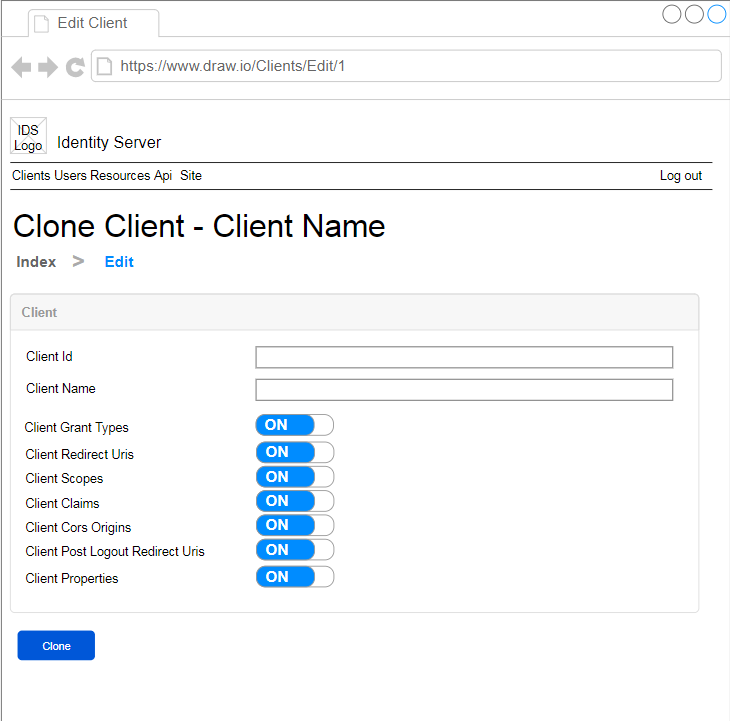 Edit Client
https://www.draw.io/Clients/Edit/1
IDS
Logo
Identity Server
Clients Users Resources Api Site
Log out
Clone Client - Client Name
Index > Edit
Client
Client Id
Client Name
Client Grant Types ON
Client Redirect Uris ON
Client Scopes ON
Client Claims ON
Client Cors Origins ON
Client Post Logout Redirect Uris ON
Client Properties ON
Clone